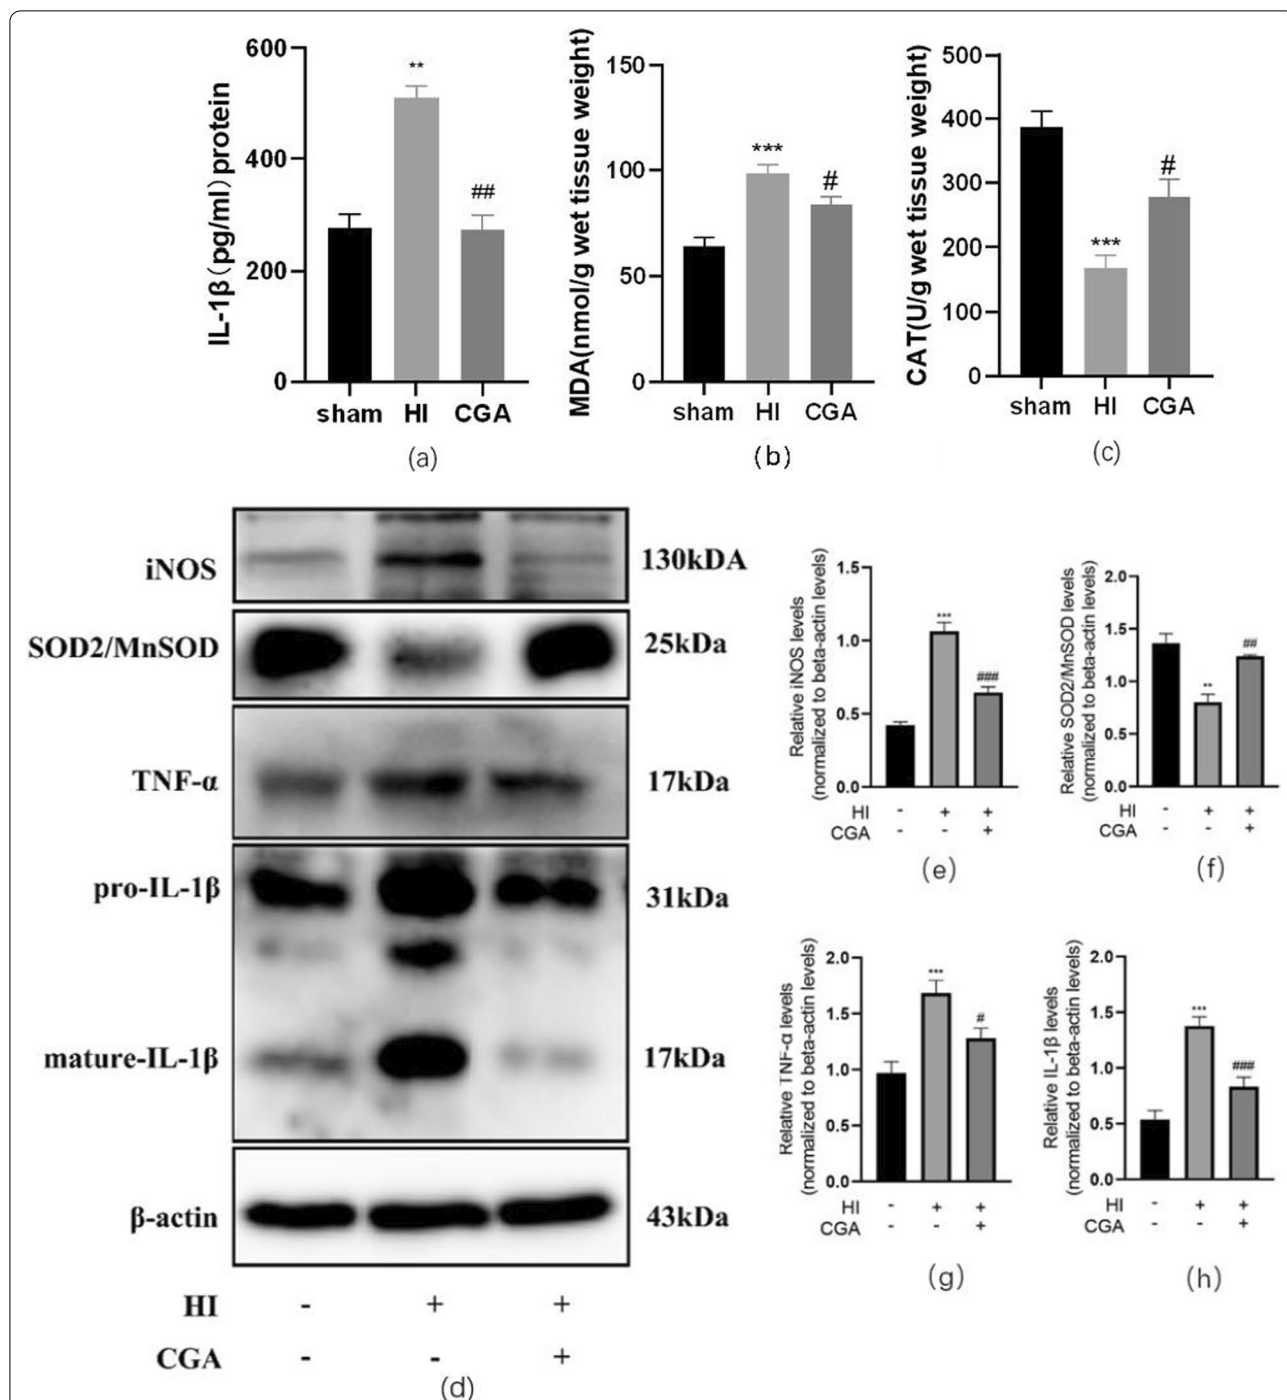 IL-1β(pg/ml)protein
600
400
200
0
**
##
sham HI CGA
(a)
MDA(nmol/g wet tissue weight)
150
100
50
0
***
#
sham HI CGA
(b)
CAT(U/g wet tissue weight)
500
400
300
200
100
0
***
#
sham HI CGA
(c)
iNOS 130kDA
SOD2/MnSOD 25kDa
TNF-α 17kDa
pro-IL-1β 31kDa
mature-IL-1β 17kDa
β-actin 43kDa
HI - + +
CGA - - +
(d)
Relative iNOS levels
(normalized to beta-actin levels)
1.5
1.0
0.5
0.0
***
###
HI - + +
CGA - - +
(e)
Relative SOD2/MnSOD levels
(normalized to beta-actin levels)
2.0
1.5
1.0
0.5
0.0
**
##
HI - + +
CGA - - +
(f)
Relative TNF-α levels
(normalized to beta-actin levels)
2.0
1.5
1.0
0.5
0.0
***
#
HI - + +
CGA - - +
(g)
Relative IL-1β levels
(normalized to beta-actin levels)
2.0
1.5
1.0
0.5
0.0
***
###
HI - + +
CGA - - +
(h)